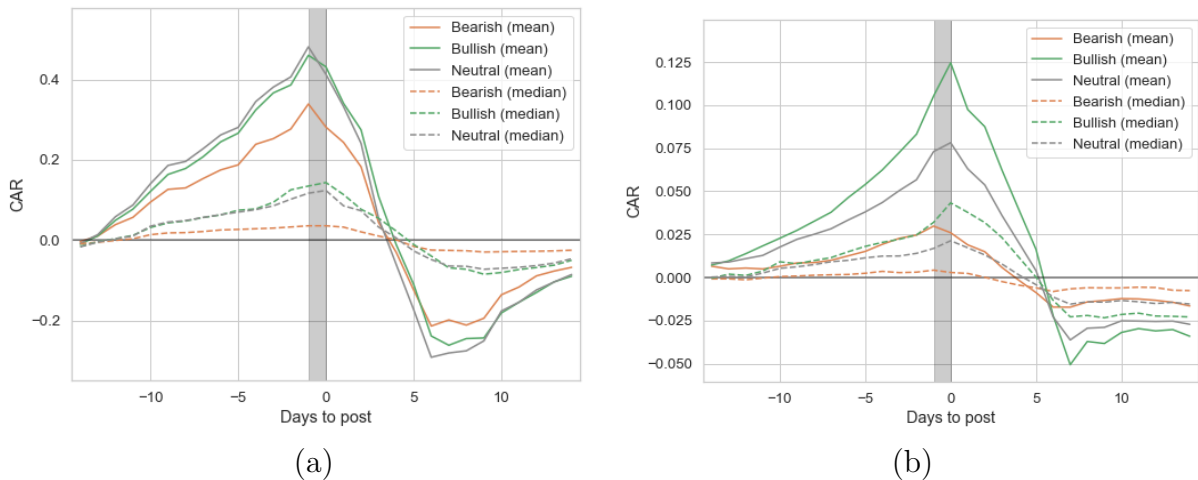 Bearish (mean)
Bullish (mean)
Neutral (mean)
Bearish (median)
Bullish (median)
Neutral (median)
0.4
0.2
0.0
−0.2
CAR
−10
−5
0
5
10
Days to post
(a)
Bearish (mean)
Bullish (mean)
Neutral (mean)
Bearish (median)
Bullish (median)
Neutral (median)
0.125
0.100
0.075
0.050
0.025
0.000
−0.025
−0.050
CAR
−10
−5
0
5
10
Days to post
(b)